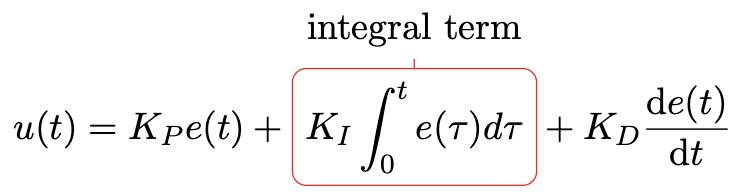 integral term
u(t) = K_P e(t) + K_I ∫_0^t e(τ)dτ + K_D de(t)/dt